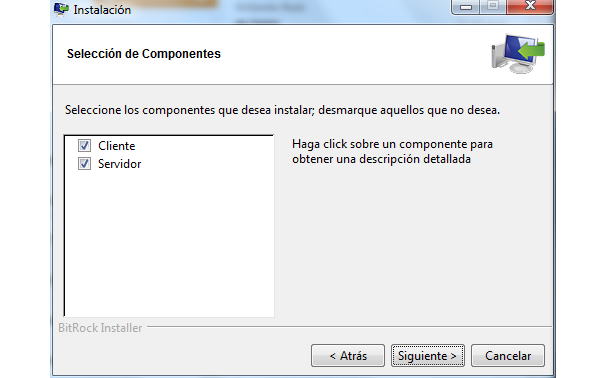 Instalación
Selección de Componentes
Seleccione los componentes que desea instalar; desmarque aquellos que no desea.
Cliente
Servidor
Haga click sobre un componente para
obtener una descripción detallada
BitRock Installer
< Atrás
Siguiente >
Cancelar